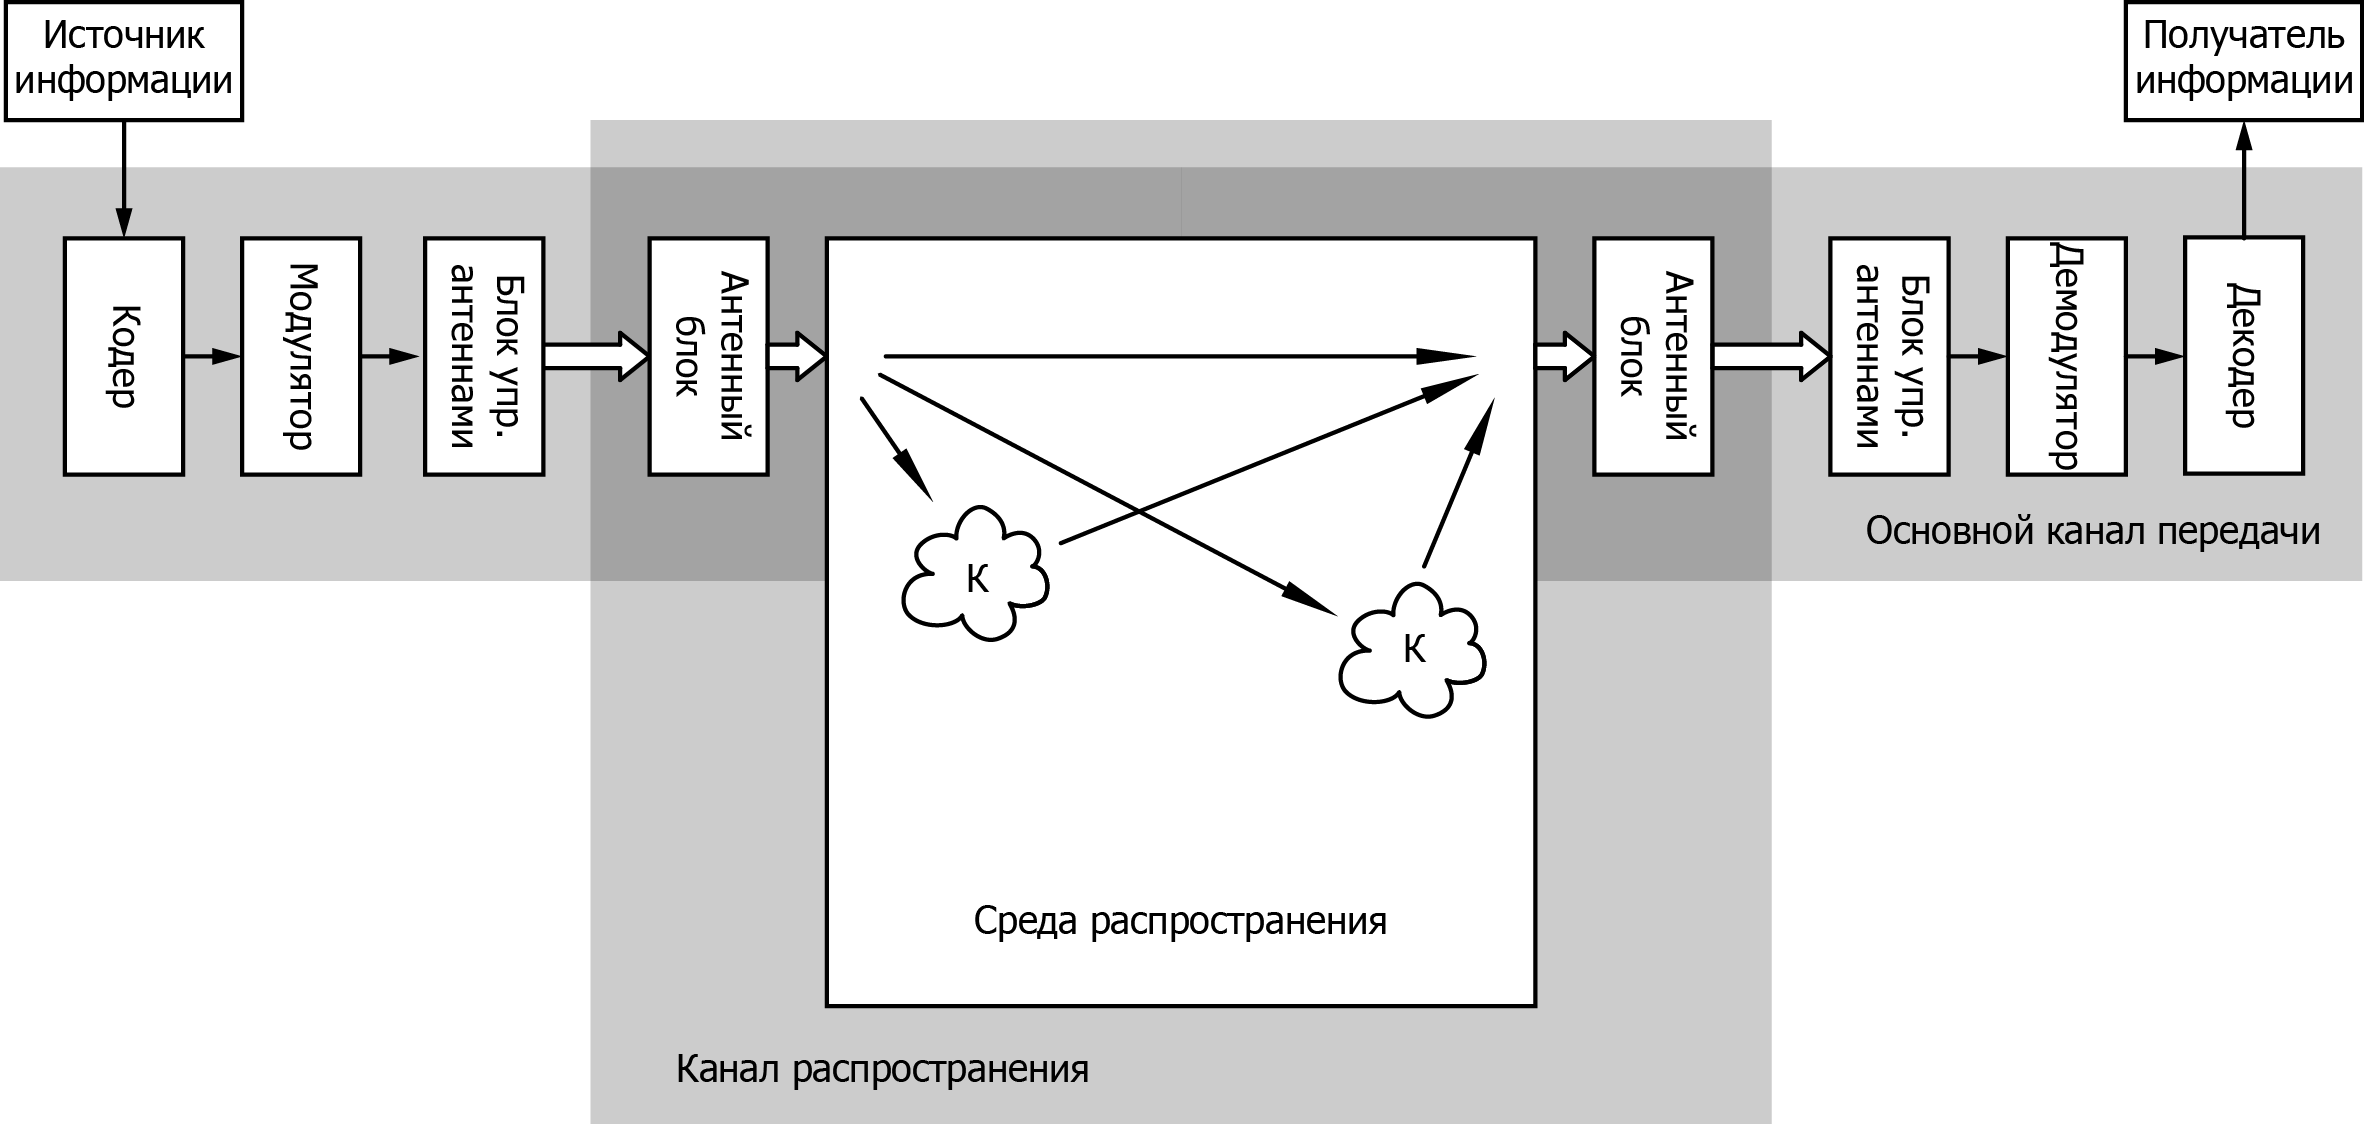 Источник
информации
Получатель
информации
Кодер
Модулятор
Блок упр.
антеннами
Антенный
блок
Антенный
блок
Блок упр.
антеннами
Демодулятор
Декодер
Основной канал передачи
К
К
Среда распространения
Канал распространения